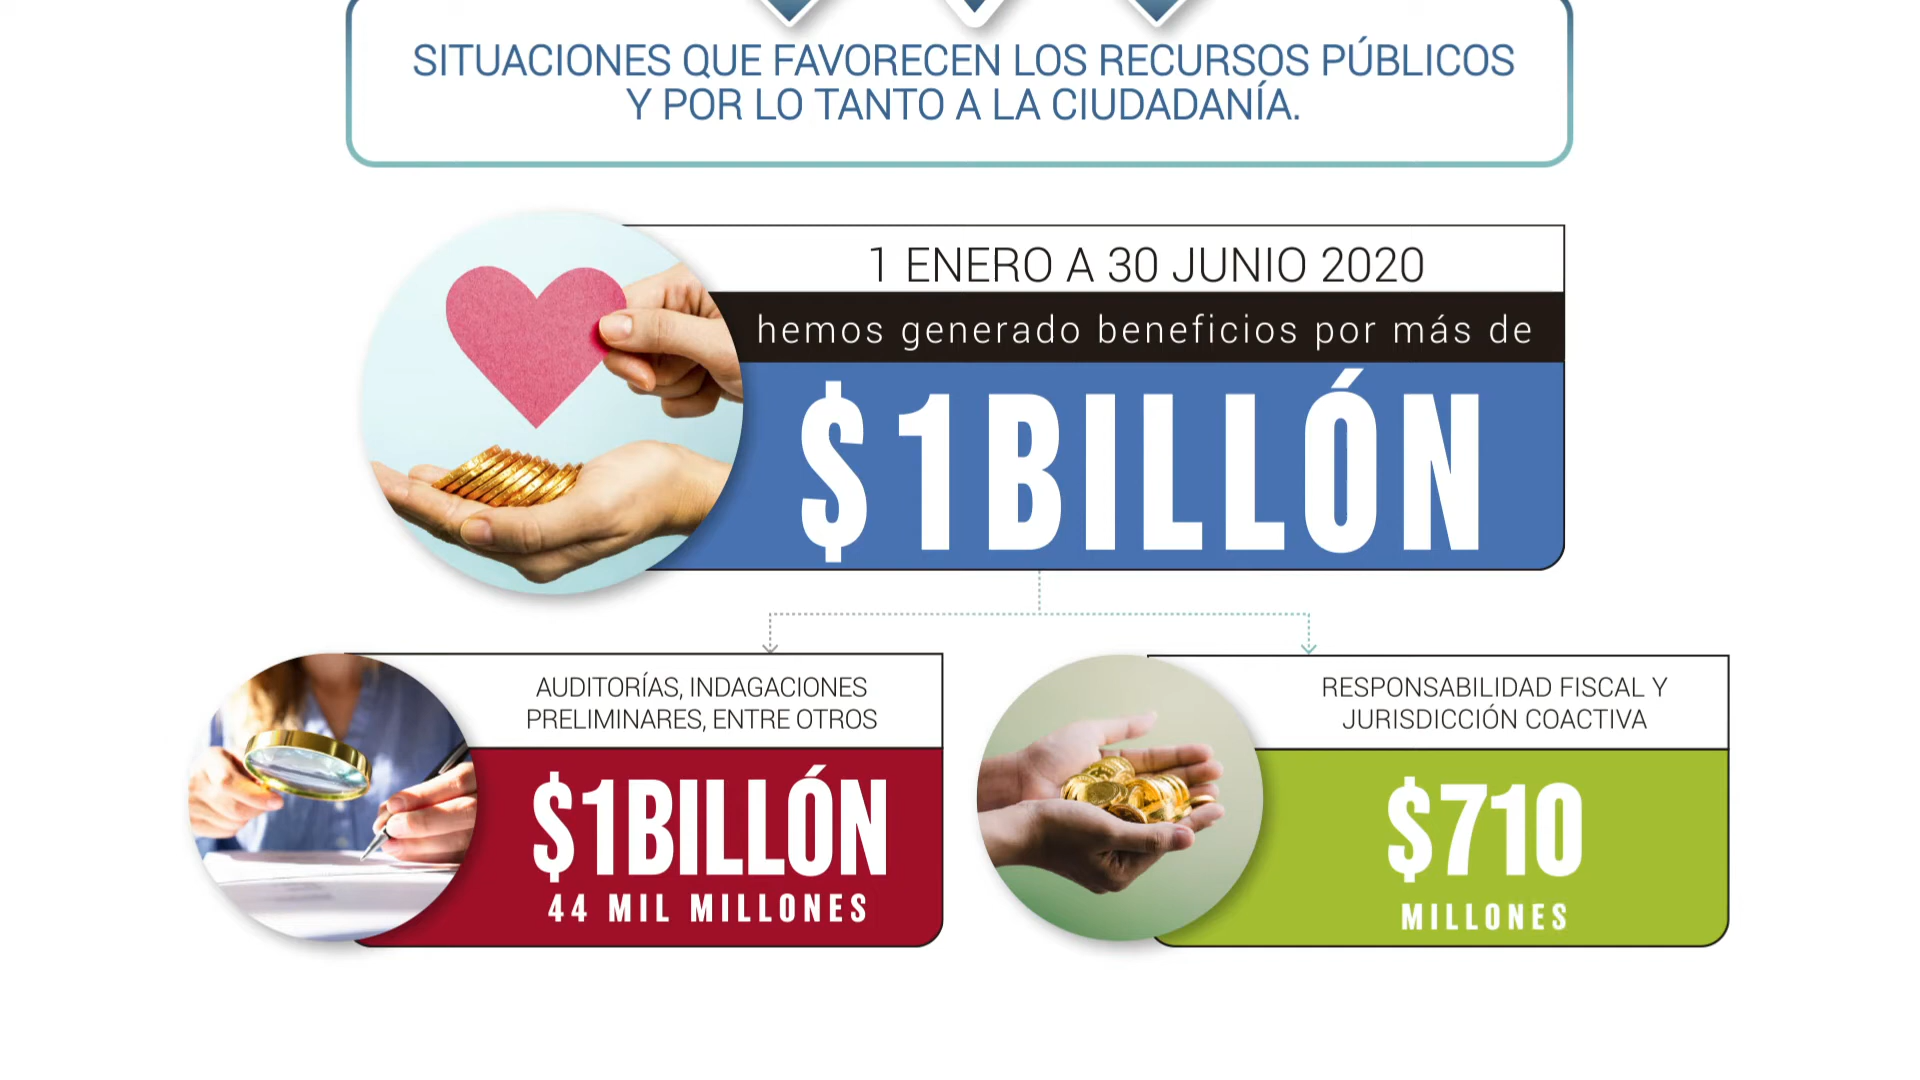 SITUACIONES QUE FAVORECEN LOS RECURSOS PÚBLICOS
Y POR LO TANTO A LA CIUDADANÍA.
1 ENERO A 30 JUNIO 2020
hemos generado beneficios por más de
$1BILLÓN
AUDITORÍAS, INDAGACIONES
PRELIMINARES, ENTRE OTROS
$1BILLÓN
44 MIL MILLONES
RESPONSABILIDAD FISCAL Y
JURISDICCIÓN COACTIVA
$710
MILLONES